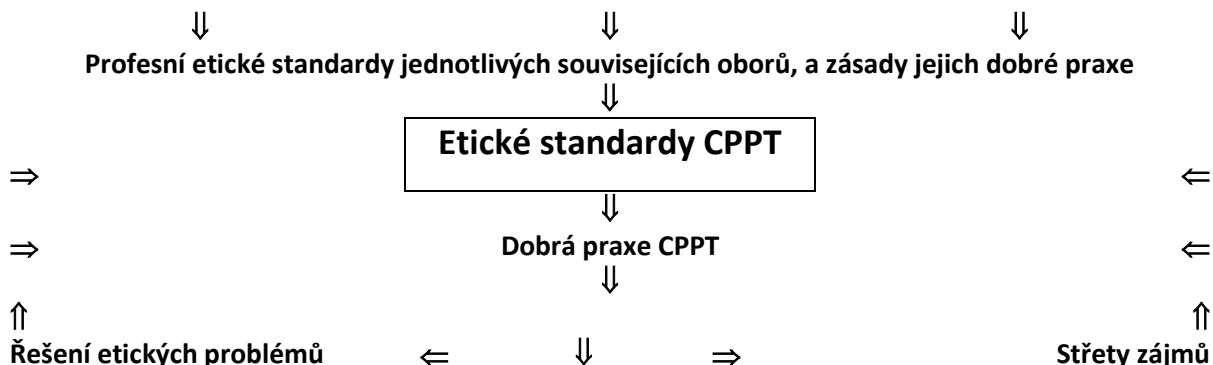 ⇓ ⇓ ⇓
Profesní etické standardy jednotlivých souvisejících oborů, a zásady jejich dobré praxe
⇓
Etické standardy CPPT
⇒ ⇐
⇓
⇒ Dobrá praxe CPPT ⇐
⇓
⇑ ⇑
Řešení etických problémů ⇐ ⇓ ⇒ Střety zájmů